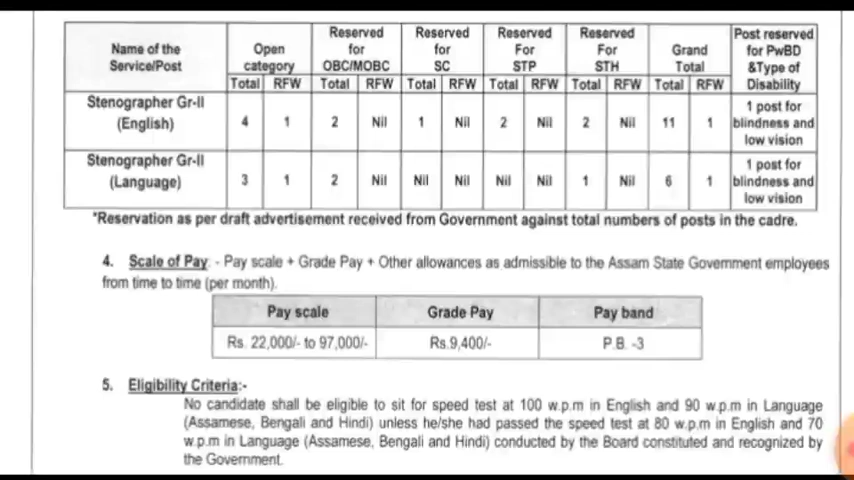 Name of the Service/Post | Open category | Reserved for OBC/MOBC | Reserved for SC | Reserved For STP | Reserved For STH | Grand Total | Post reserved for PwBD &Type of Disability
Total | RFW | Total | RFW | Total | RFW | Total | RFW | Total | RFW | Total | RFW
Stenographer Gr-II (English) | 4 | 1 | 2 | Nil | 1 | Nil | 2 | Nil | 2 | Nil | 11 | 1 | 1 post for blindness and low vision
Stenographer Gr-II (Language) | 3 | 1 | 2 | Nil | Nil | Nil | Nil | Nil | 1 | Nil | 6 | 1 | 1 post for blindness and low vision
*Reservation as per draft advertisement received from Government against total numbers of posts in the cadre.
4. Scale of Pay - Pay scale + Grade Pay + Other allowances as admissible to the Assam State Government employees
from time to time (per month).
Pay scale | Grade Pay | Pay band
Rs. 22,000/- to 97,000/- | Rs.9,400/- | P.B. -3
5. Eligibility Criteria:-
No candidate shall be eligible to sit for speed test at 100 w.p.m in English and 90 w.p.m in Language
(Assamese, Bengali and Hindi) unless he/she had passed the speed test at 80 w.p.m in English and 70
w.p.m in Language (Assamese, Bengali and Hindi) conducted by the Board constituted and recognized by
the Government.